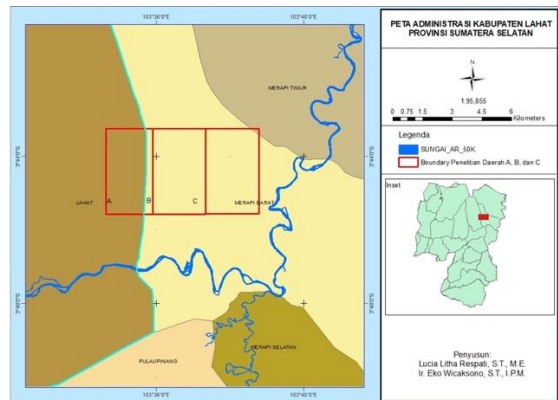 PETA ADMINISTRASI KABUPATEN LAHAT
PROVINSI SUMATERA SELATAN
N
1:95,855
0 0.75 1.5 3 4.5 6
Kilometers
Legenda
SUNGAI_AR_50K
Boundary Penelitian Daerah A, B, dan C
Inset
Penyusun:
Lucia Litha Respati, S.T., M.E.
Ir. Eko Wicaksono, S.T., I.P.M.
103°36'0"E
103°40'0"E
MERAPI TIMUR
LAHAT
A
B
C
MERAPI BARAT
MERAPI SELATAN
PULAUPINANG
103°36'0"E
103°40'0"E